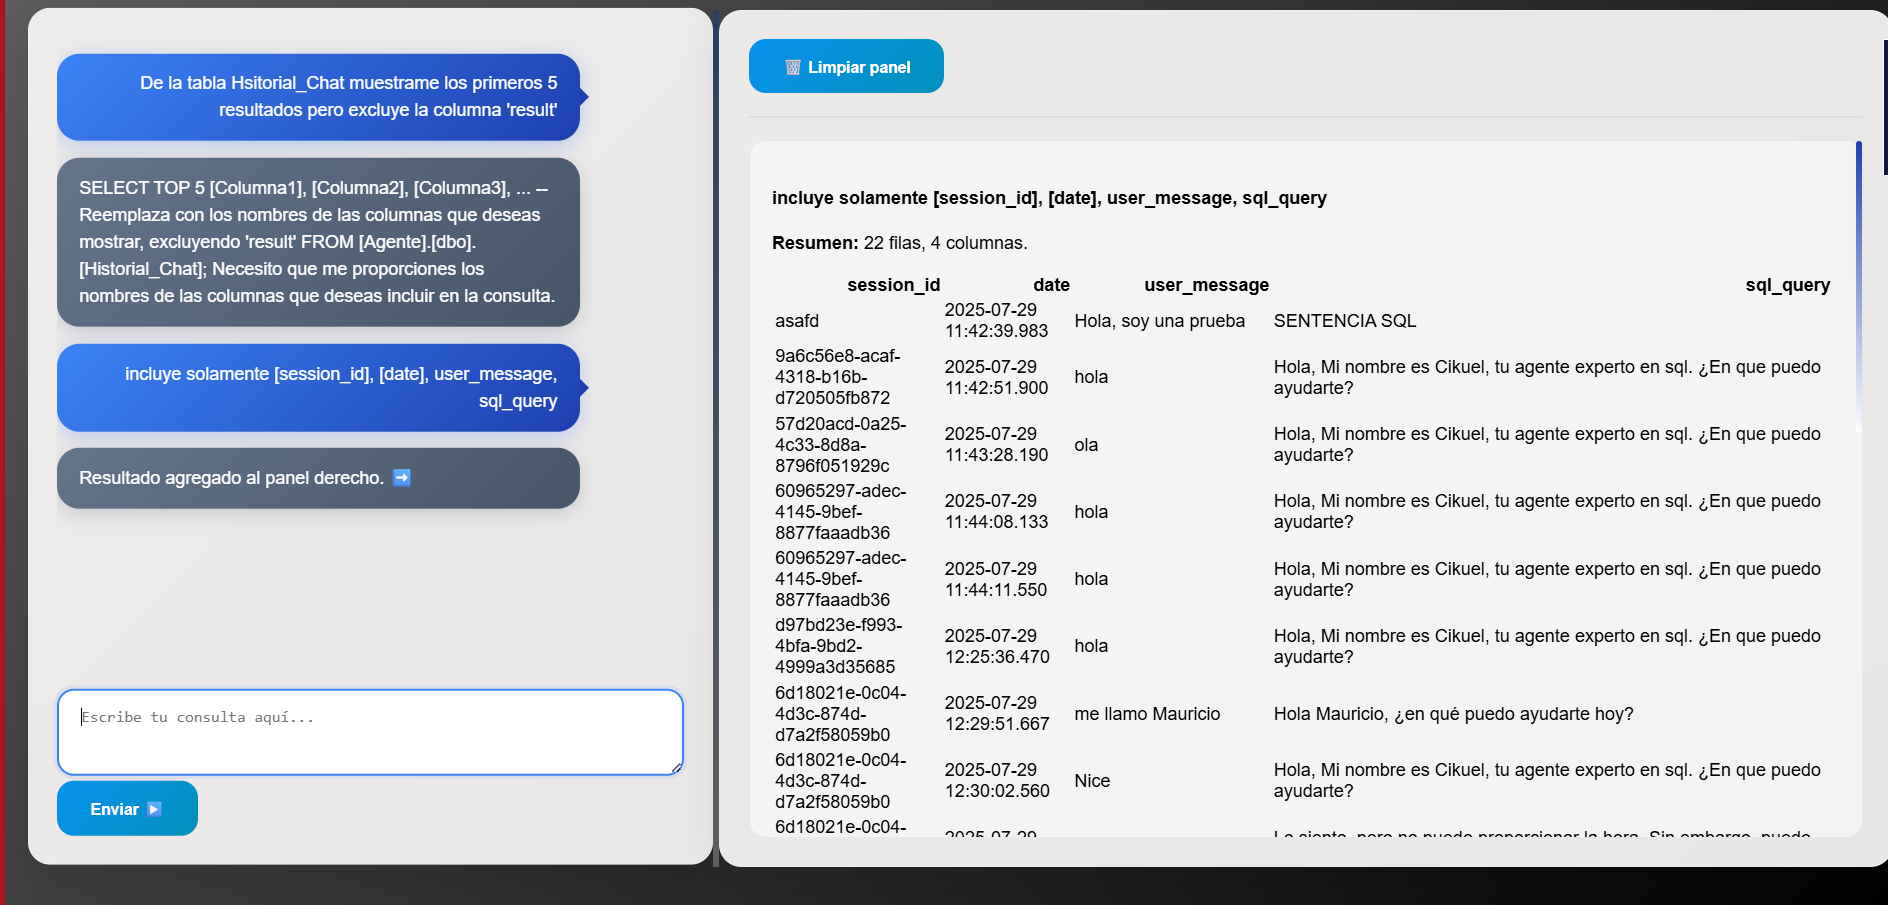 De la tabla Hsitorial_Chat muestrame los primeros 5
resultados pero excluye la columna 'result'
SELECT TOP 5 [Columna1], [Columna2], [Columna3], ... --
Reemplaza con los nombres de las columnas que deseas
mostrar, excluyendo 'result' FROM [Agente].[dbo].
[Historial_Chat]; Necesito que me proporciones los
nombres de las columnas que deseas incluir en la consulta.
incluye solamente [session_id], [date], user_message,
sql_query
Resultado agregado al panel derecho. ➡️
Escribe tu consulta aquí...
Enviar ▶️
🗑️ Limpiar panel
incluye solamente [session_id], [date], user_message, sql_query
Resumen: 22 filas, 4 columnas.
session_id date user_message sql_query
asafd 2025-07-29 11:42:39.983 Hola, soy una prueba SENTENCIA SQL
9a6c56e8-acaf-4318-b16b-d720505fb872 2025-07-29 11:42:51.900 hola Hola, Mi nombre es Cikuel, tu agente experto en sql. ¿En que puedo ayudarte?
57d20acd-0a25-4c33-8d8a-8796f051929c 2025-07-29 11:43:28.190 ola Hola, Mi nombre es Cikuel, tu agente experto en sql. ¿En que puedo ayudarte?
60965297-adec-4145-9bef-8877faaadb36 2025-07-29 11:44:08.133 hola Hola, Mi nombre es Cikuel, tu agente experto en sql. ¿En que puedo ayudarte?
60965297-adec-4145-9bef-8877faaadb36 2025-07-29 11:44:11.550 hola Hola, Mi nombre es Cikuel, tu agente experto en sql. ¿En que puedo ayudarte?
d97bd23e-f993-4bfa-9bd2-4999a3d35685 2025-07-29 12:25:36.470 hola Hola, Mi nombre es Cikuel, tu agente experto en sql. ¿En que puedo ayudarte?
6d18021e-0c04-4d3c-874d-d7a2f58059b0 2025-07-29 12:29:51.667 me llamo Mauricio Hola Mauricio, ¿en qué puedo ayudarte hoy?
6d18021e-0c04-4d3c-874d-d7a2f58059b0 2025-07-29 12:30:02.560 Nice Hola, Mi nombre es Cikuel, tu agente experto en sql. ¿En que puedo ayudarte?
6d18021e-0c04- 2025-07-29 Lo siento, pero no puedo proporcionar la hora. Sin embargo, puedo